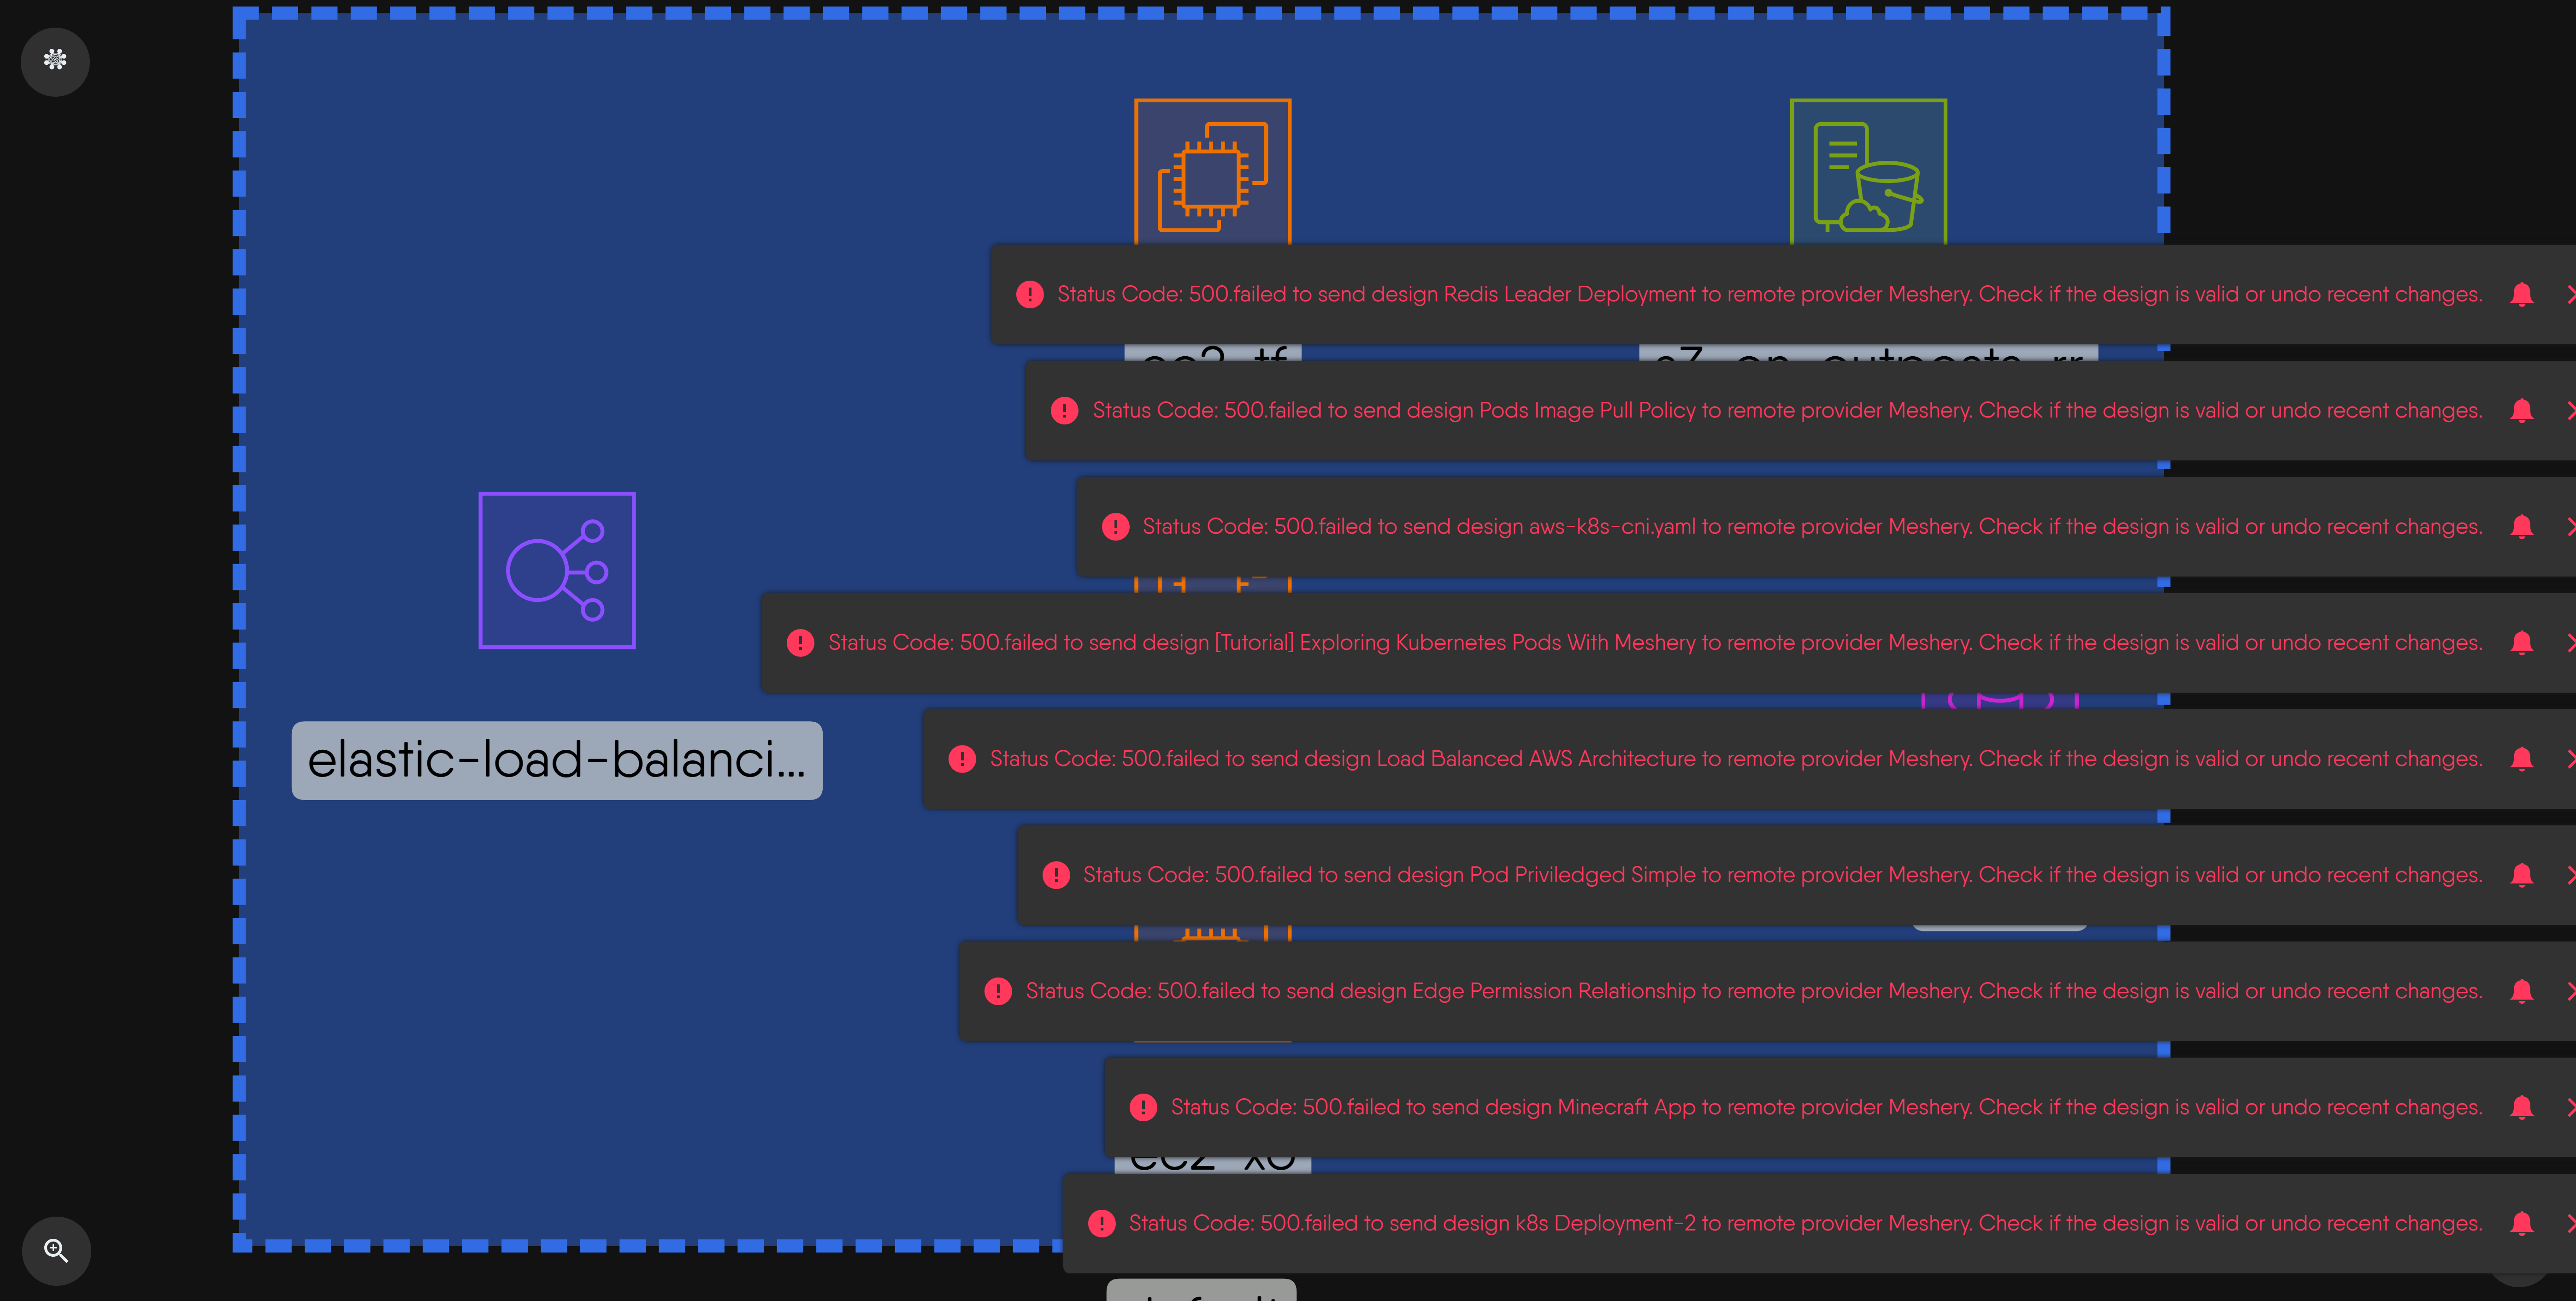 Status Code: 500.failed to send design Redis Leader Deployment to remote provider Meshery. Check if the design is valid or undo recent changes.
Status Code: 500.failed to send design Pods Image Pull Policy to remote provider Meshery. Check if the design is valid or undo recent changes.
Status Code: 500.failed to send design aws-k8s-cni.yaml to remote provider Meshery. Check if the design is valid or undo recent changes.
Status Code: 500.failed to send design [Tutorial] Exploring Kubernetes Pods With Meshery to remote provider Meshery. Check if the design is valid or undo recent changes.
elastic-load-balanci...
Status Code: 500.failed to send design Load Balanced AWS Architecture to remote provider Meshery. Check if the design is valid or undo recent changes.
Status Code: 500.failed to send design Pod Priviledged Simple to remote provider Meshery. Check if the design is valid or undo recent changes.
Status Code: 500.failed to send design Edge Permission Relationship to remote provider Meshery. Check if the design is valid or undo recent changes.
Status Code: 500.failed to send design Minecraft App to remote provider Meshery. Check if the design is valid or undo recent changes.
Status Code: 500.failed to send design k8s Deployment-2 to remote provider Meshery. Check if the design is valid or undo recent changes.